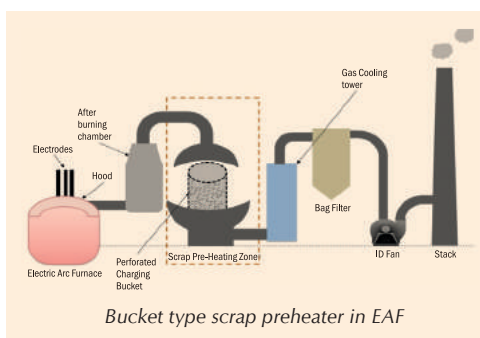 Gas Cooling
tower
After
burning
chamber
Electrodes
Hood
Bag Filter
Electric Arc Furnace
Perforated
Charging
Bucket
Scrap Pre-Heating Zone
ID Fan
Stack
Bucket type scrap preheater in EAF